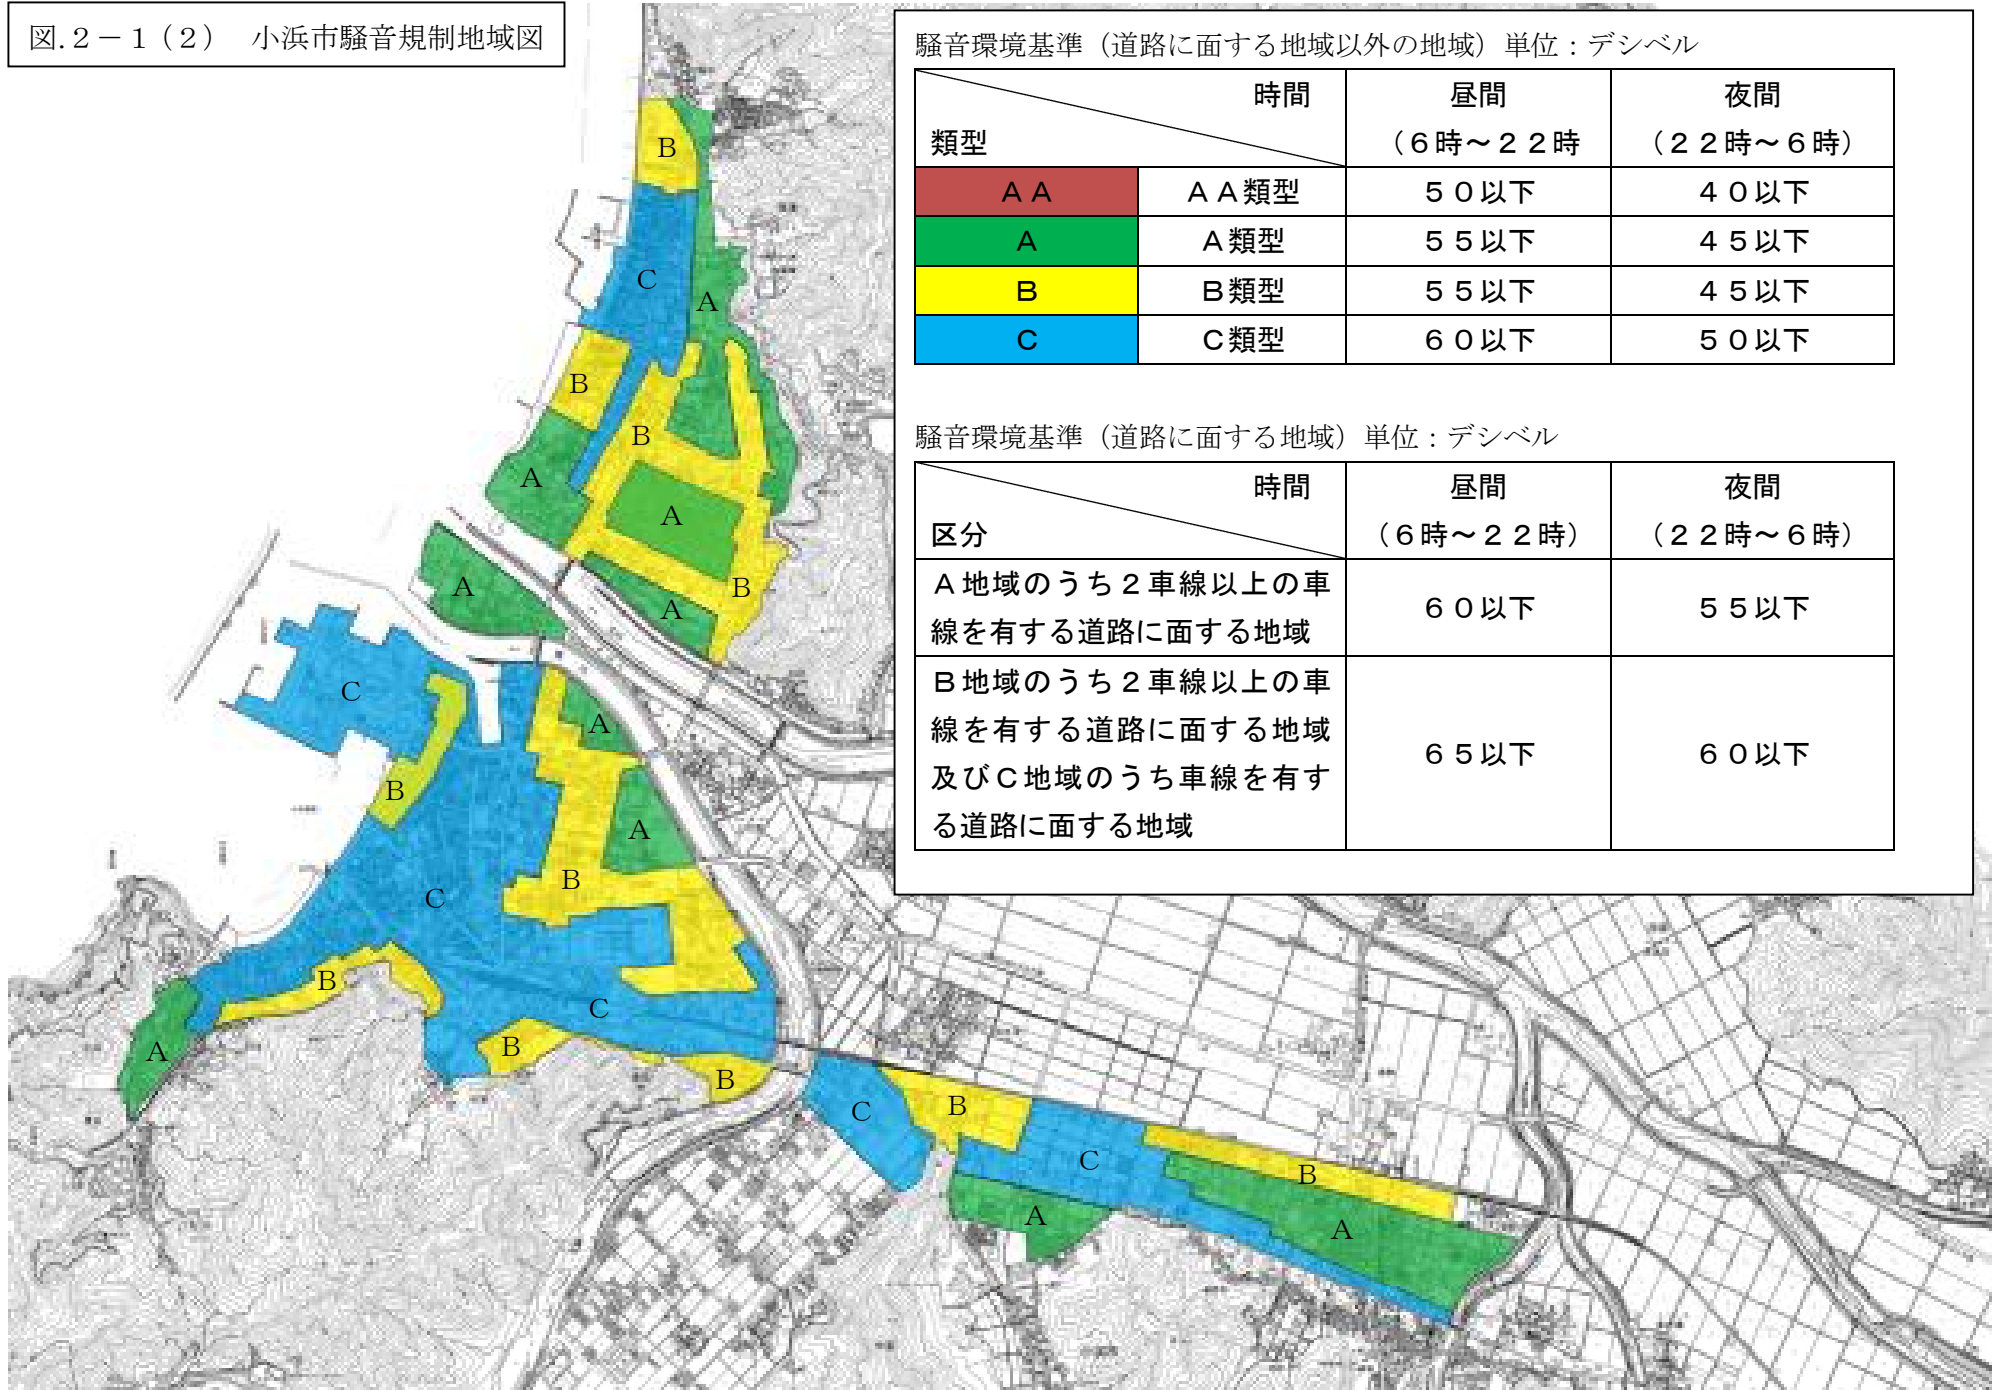 図.2-1(2) 小浜市騒音規制地域図
騒音環境基準(道路に面する地域以外の地域)単位:デシベル
時間
類型
昼間
(6時~22時
夜間
(22時~6時)
AA AA類型 50以下 40以下
A A類型 55以下 45以下
B B類型 55以下 45以下
C C類型 60以下 50以下
騒音環境基準(道路に面する地域)単位:デシベル
時間
区分
昼間
(6時~22時)
夜間
(22時~6時)
A地域のうち2車線以上の車
線を有する道路に面する地域
60以下 55以下
B地域のうち2車線以上の車
線を有する道路に面する地域
及びC地域のうち車線を有す
る道路に面する地域
65以下 60以下
B
C
A
B
B
A
A
A
B
A
C
A
B
A
B
C
B
C
A
B
B
C
B
C
B
A
A